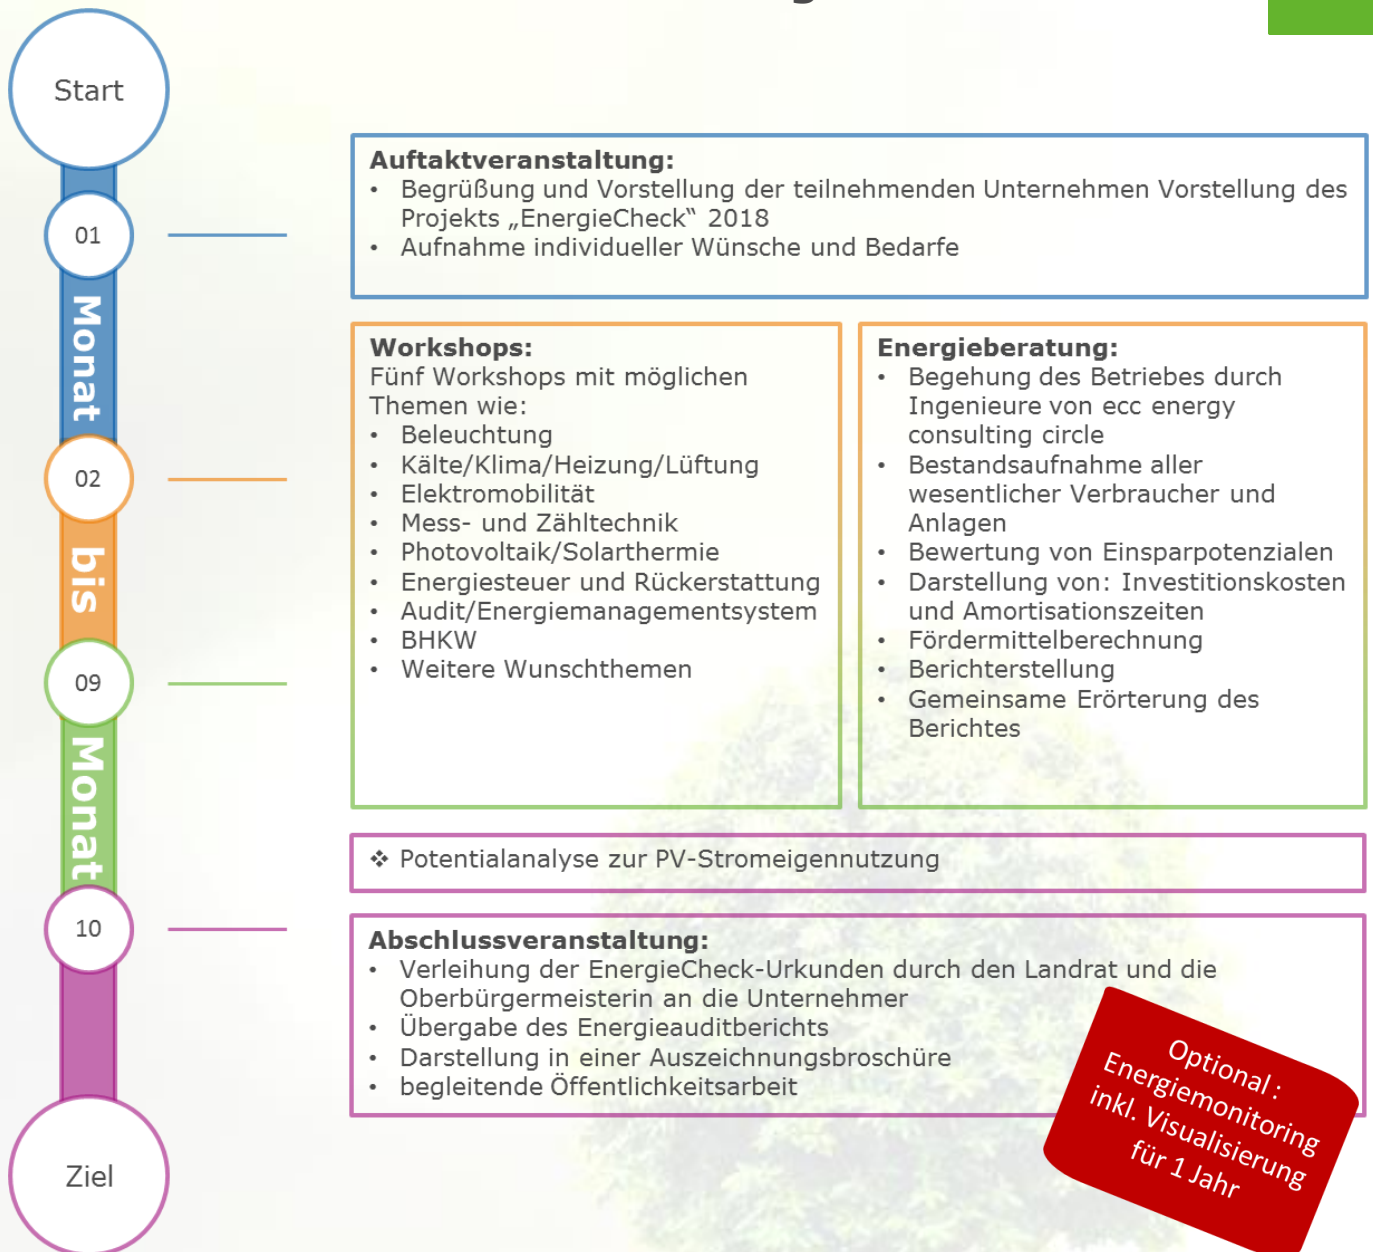 Start
01
Monat
02
bis
09
Monat
10
Ziel
Auftaktveranstaltung:
• Begrüßung und Vorstellung der teilnehmenden Unternehmen Vorstellung des
Projekts „EnergieCheck“ 2018
• Aufnahme individueller Wünsche und Bedarfe
Workshops:
Fünf Workshops mit möglichen
Themen wie:
• Beleuchtung
• Kälte/Klima/Heizung/Lüftung
• Elektromobilität
• Mess- und Zähltechnik
• Photovoltaik/Solarthermie
• Energiesteuer und Rückerstattung
• Audit/Energiemanagementsystem
• BHKW
• Weitere Wunschthemen
Energieberatung:
• Begehung des Betriebes durch
Ingenieure von ecc energy
consulting circle
• Bestandsaufnahme aller
wesentlicher Verbraucher und
Anlagen
• Bewertung von Einsparpotenzialen
• Darstellung von: Investitionskosten
und Amortisationszeiten
• Fördermittelberechnung
• Berichterstellung
• Gemeinsame Erörterung des
Berichtes
❖ Potentialanalyse zur PV-Stromeigennutzung
Abschlussveranstaltung:
• Verleihung der EnergieCheck-Urkunden durch den Landrat und die
Oberbürgermeisterin an die Unternehmer
• Übergabe des Energieauditberichts
• Darstellung in einer Auszeichnungsbroschüre
• begleitende Öffentlichkeitsarbeit
Optional :
Energiemonitoring
inkl. Visualisierung
für 1 Jahr